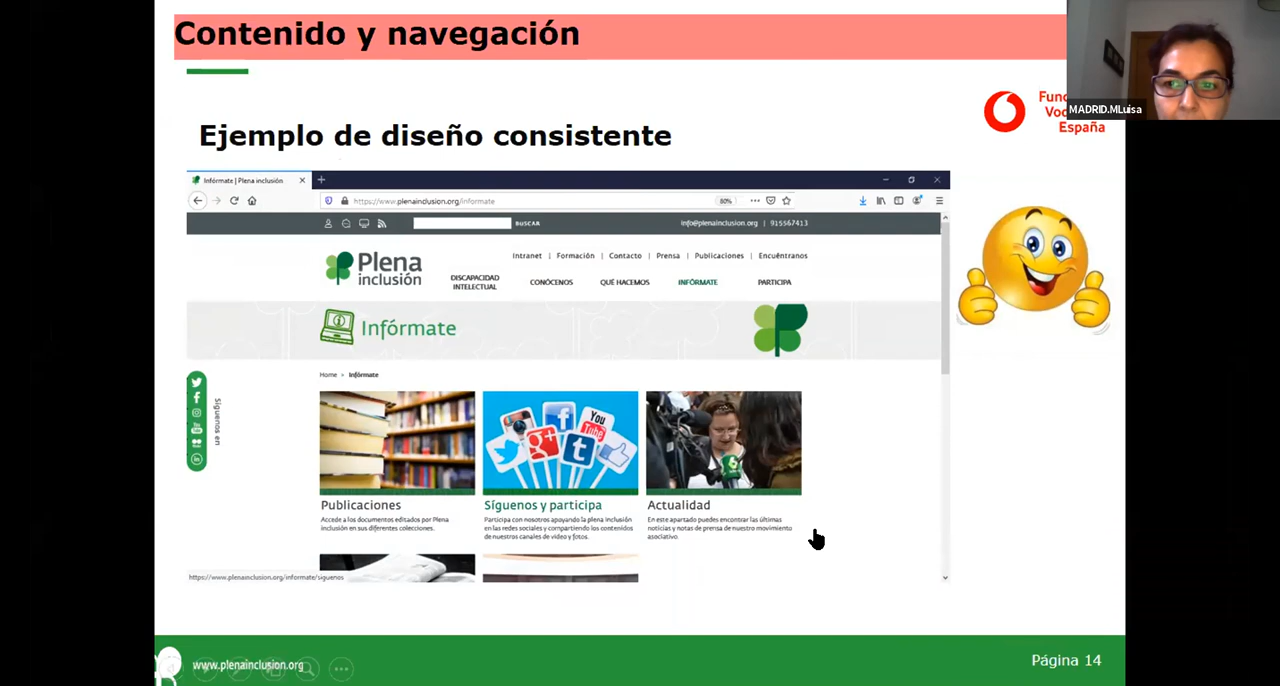 Contenido y navegación
MADRID.MLuisa
Ejemplo de diseño consistente
España
Infórmate | Plena inclusión
https://www.plenainclusion.org/informate
80%
BUSCAR
info@plenainclusion.org | 915567413
Intranet | Formación | Contacto | Prensa | Publicaciones | Encuéntranos
Plena
inclusión
DISCAPACIDAD
INTELECTUAL
CONÓCENOS
QUÉ HACEMOS
INFÓRMATE
PARTICIPA
Infórmate
Home > Infórmate
Síguenos en
You
Tube
Publicaciones
Accede a los documentos editados por Plena
inclusión en sus diferentes colecciones.
Síguenos y participa
Participa con nosotros apoyando la plena inclusión
en las redes sociales y compartiendo los contenidos
de nuestros canales de vídeo y fotos.
Actualidad
En este apartado puedes encontrar las últimas
noticias y notas de prensa de nuestro movimiento
asociativo.
https://www.plenainclusion.org/informate/siguenos
www.plenainclusion.org
Página 14